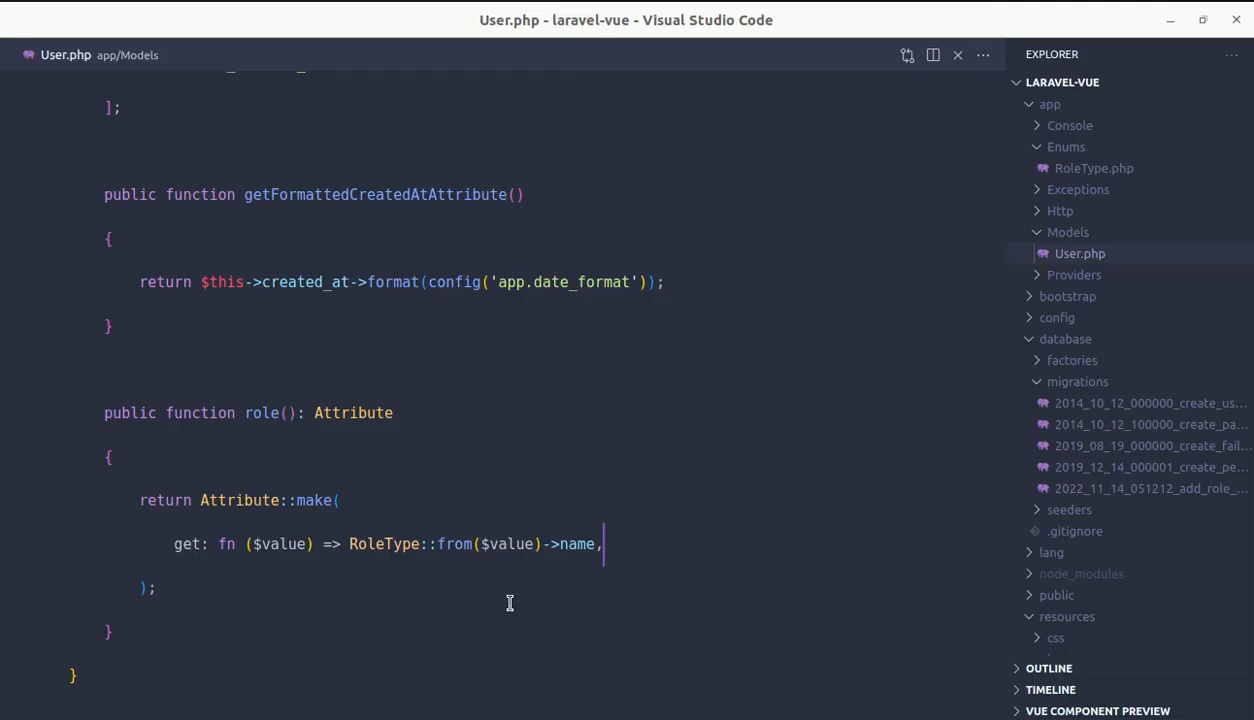 User.php - laravel-vue - Visual Studio Code
User.php app/Models
];
public function getFormattedCreatedAtAttribute()
{
return $this->created_at->format(config('app.date_format'));
}
public function role(): Attribute
{
return Attribute::make(
get: fn ($value) => RoleType::from($value)->name,
);
}
}
EXPLORER
LARAVEL-VUE
app
Console
Enums
RoleType.php
Exceptions
Http
Models
User.php
Providers
bootstrap
config
database
factories
migrations
2014_10_12_000000_create_us...
2014_10_12_100000_create_pa...
2019_08_19_000000_create_fail...
2019_12_14_000001_create_pe...
2022_11_14_051212_add_role_...
seeders
.gitignore
lang
node_modules
public
resources
css
OUTLINE
TIMELINE
VUE COMPONENT PREVIEW